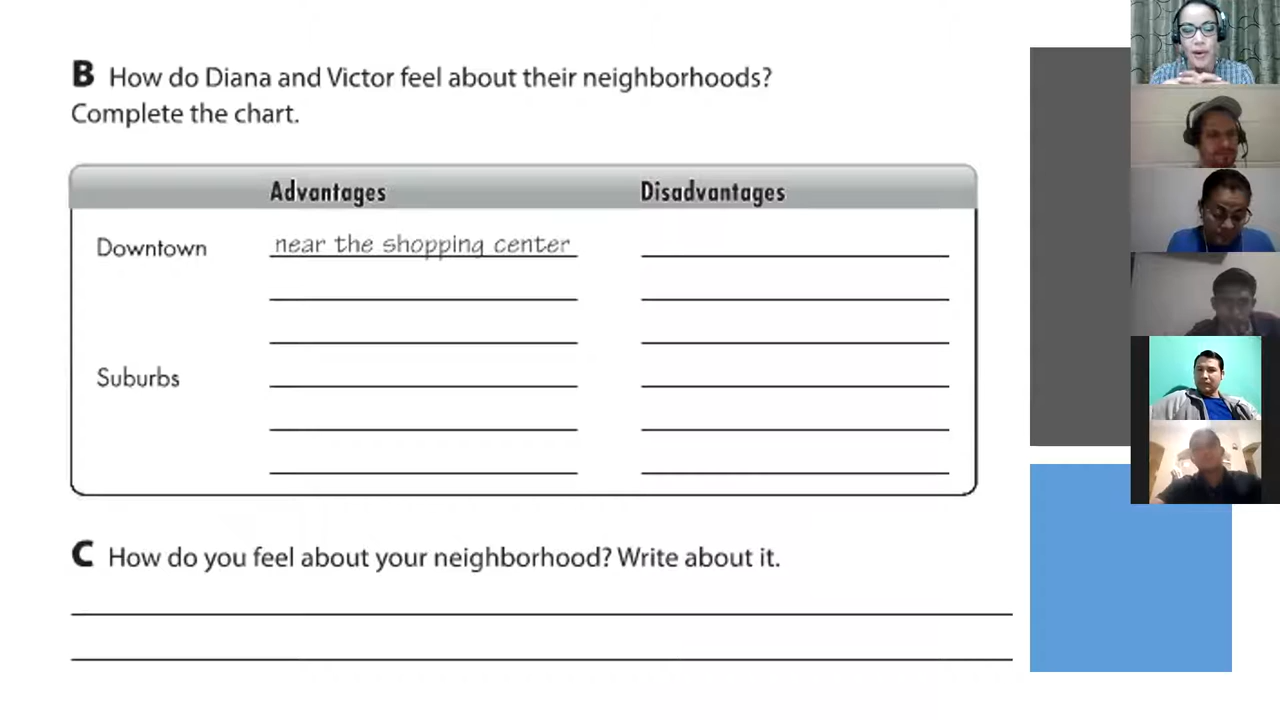 B How do Diana and Victor feel about their neighborhoods?
Complete the chart.
Advantages Disadvantages
Downtown near the shopping center
Suburbs
C How do you feel about your neighborhood? Write about it.